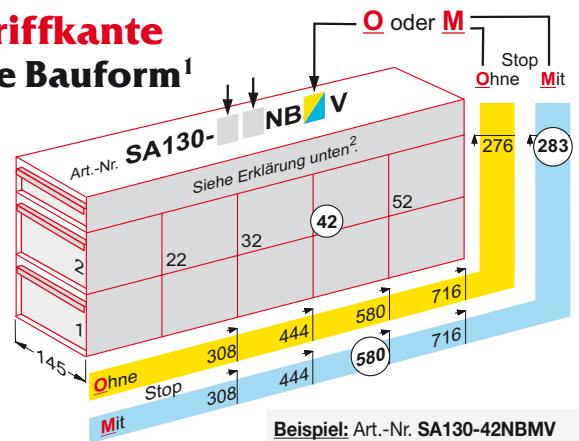 riffkante
e Bauform¹
O oder M
Stop
Ohne Mit
Art.-Nr. SA130- NB V
Siehe Erklärung unten².
276 283
52
42
32
22
2
1
145
Ohne 308 444 580 716
Stop
Mit 308 444 580 716
Beispiel: Art.-Nr. SA130-42NBMV